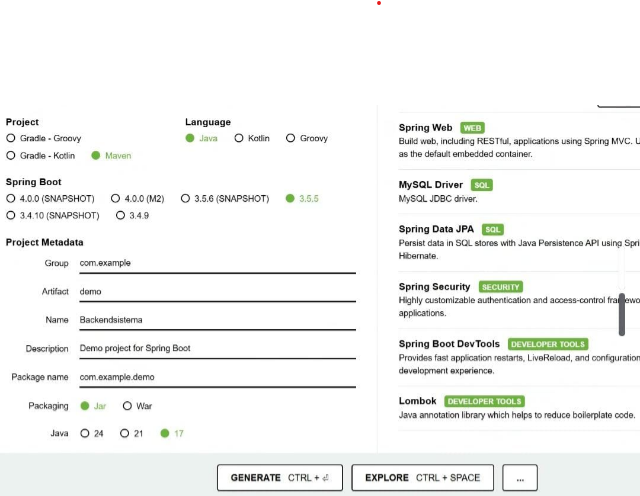 Project
Gradle - Groovy
Gradle - Kotlin Maven
Language
Java Kotlin Groovy
Spring Boot
4.0.0 (SNAPSHOT) 4.0.0 (M2) 3.5.6 (SNAPSHOT) 3.5.5
3.4.10 (SNAPSHOT) 3.4.9
Project Metadata
Group com.example
Artifact demo
Name Backendsistema
Description Demo project for Spring Boot
Package name com.example.demo
Packaging Jar War
Java 24 21 17
Spring Web WEB
Build web, including RESTful, applications using Spring MVC.
as the default embedded container.
MySQL Driver SQL
MySQL JDBC driver.
Spring Data JPA SQL
Persist data in SQL stores with Java Persistence API using Spri
Hibernate.
Spring Security SECURITY
Highly customizable authentication and access-control
applications.
Spring Boot DevTools DEVELOPER TOOLS
Provides fast application restarts, LiveReload, and configuration
development experience.
Lombok DEVELOPER TOOLS
Java annotation library which helps to reduce boilerplate code.
GENERATE CTRL + ⏎ EXPLORE CTRL + SPACE ...